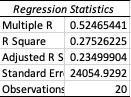 Regression Statistics
Multiple R 0.52465441
R Square 0.27526225
Adjusted R S 0.23499904
Standard Err 24054.9292
Observations 20